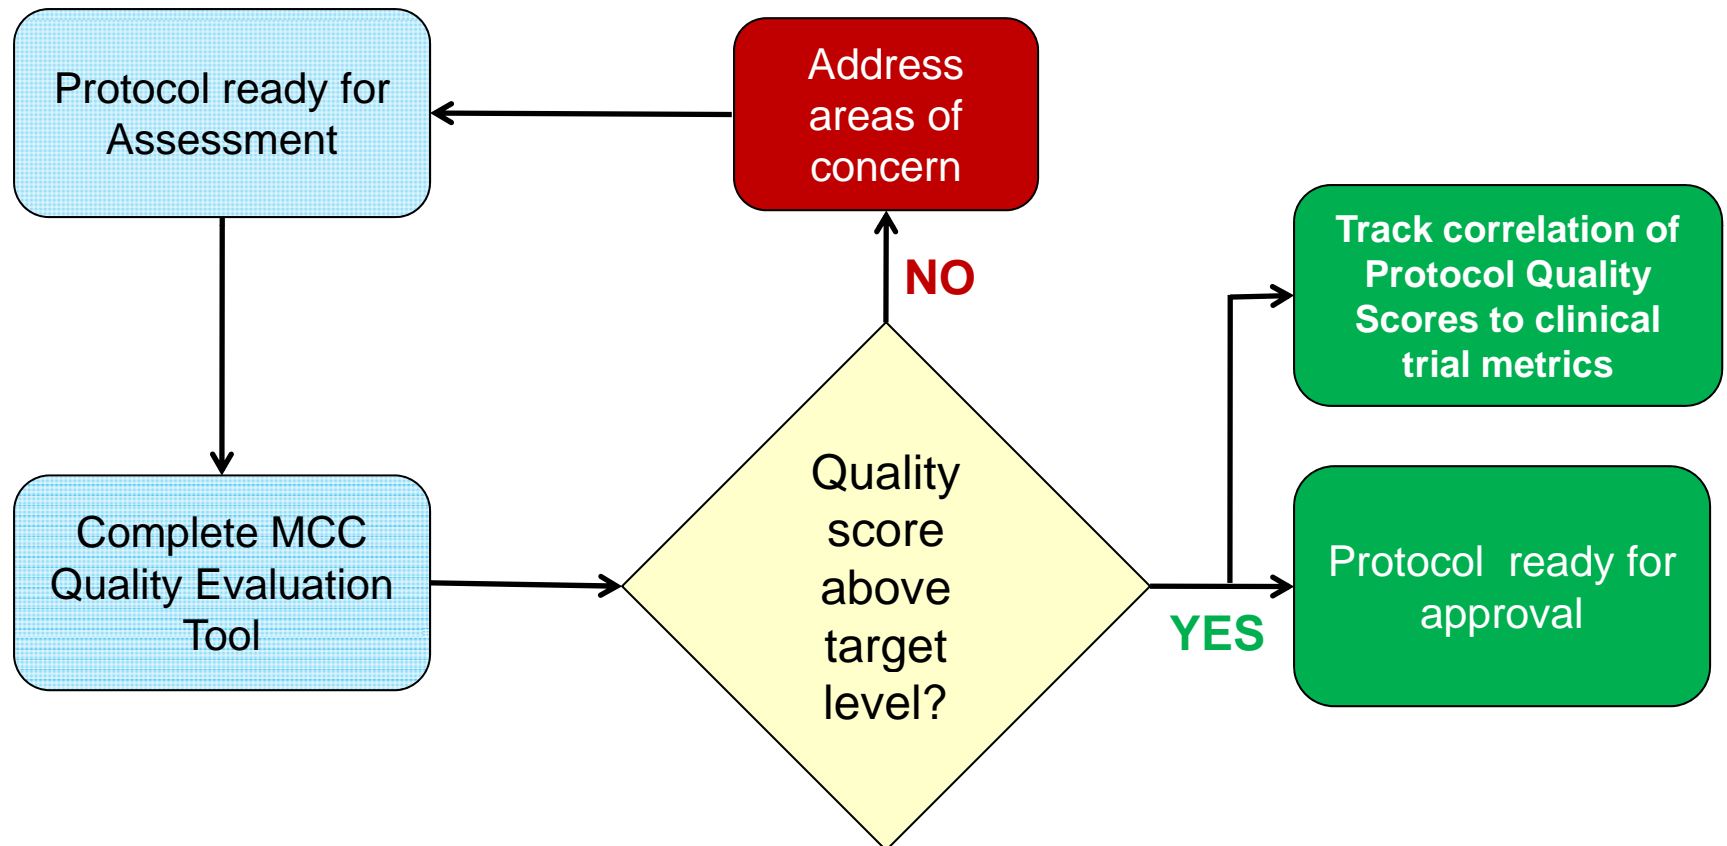 Protocol ready for
Assessment
Address
areas of
concern
NO
Track correlation of
Protocol Quality
Scores to clinical
trial metrics
Complete MCC
Quality Evaluation
Tool
Quality
score
above
target
level?
YES
Protocol  ready for
approval